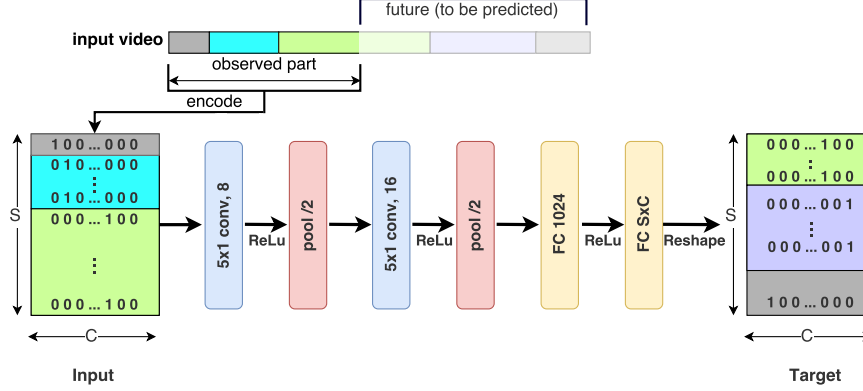 future (to be predicted)
input video
observed part
encode
S
1 0 0 ... 0 0 0
0 1 0 ... 0 0 0
0 1 0 ... 0 0 0
0 0 0 ... 1 0 0
0 0 0 ... 1 0 0
C
Input
5x1 conv, 8
ReLu
pool /2
5x1 conv, 16
ReLu
pool /2
FC 1024
ReLu
FC SxC
Reshape
S
0 0 0 ... 1 0 0
0 0 0 ... 1 0 0
0 0 0 ... 0 0 1
0 0 0 ... 0 0 1
1 0 0 ... 0 0 0
C
Target